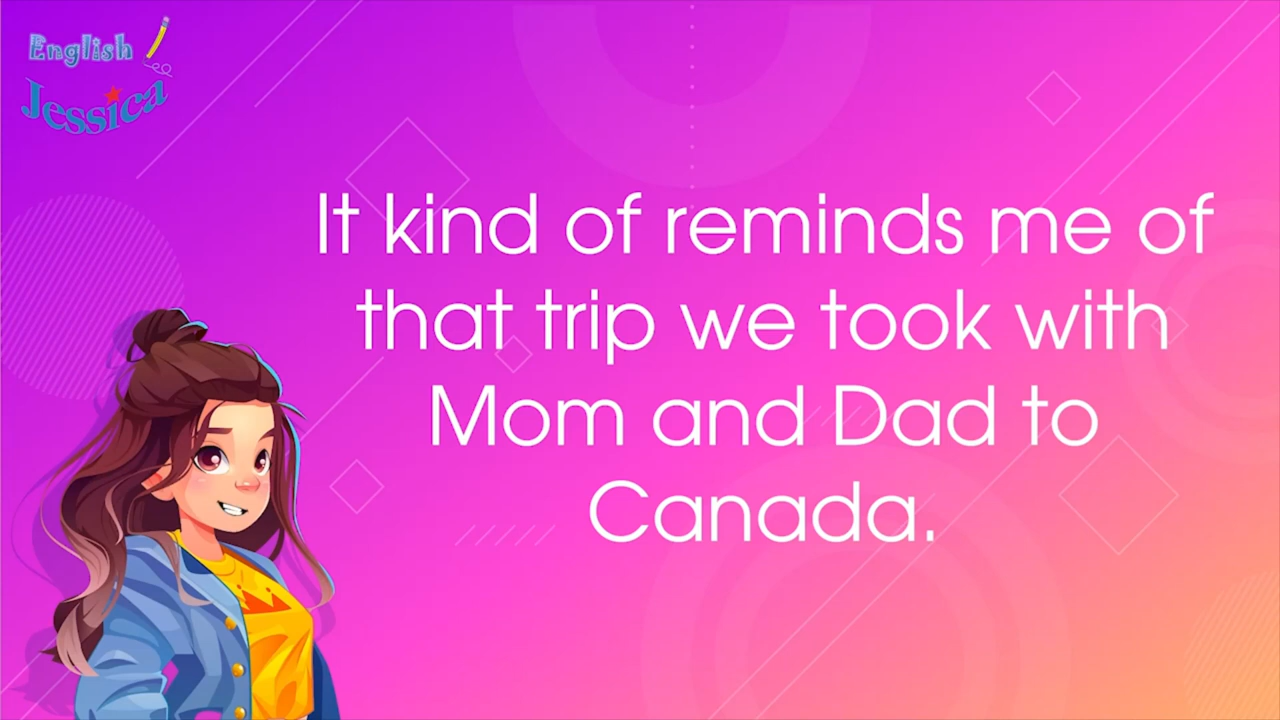 English
Jessica
It kind of reminds me of
that trip we took with
Mom and Dad to
Canada.